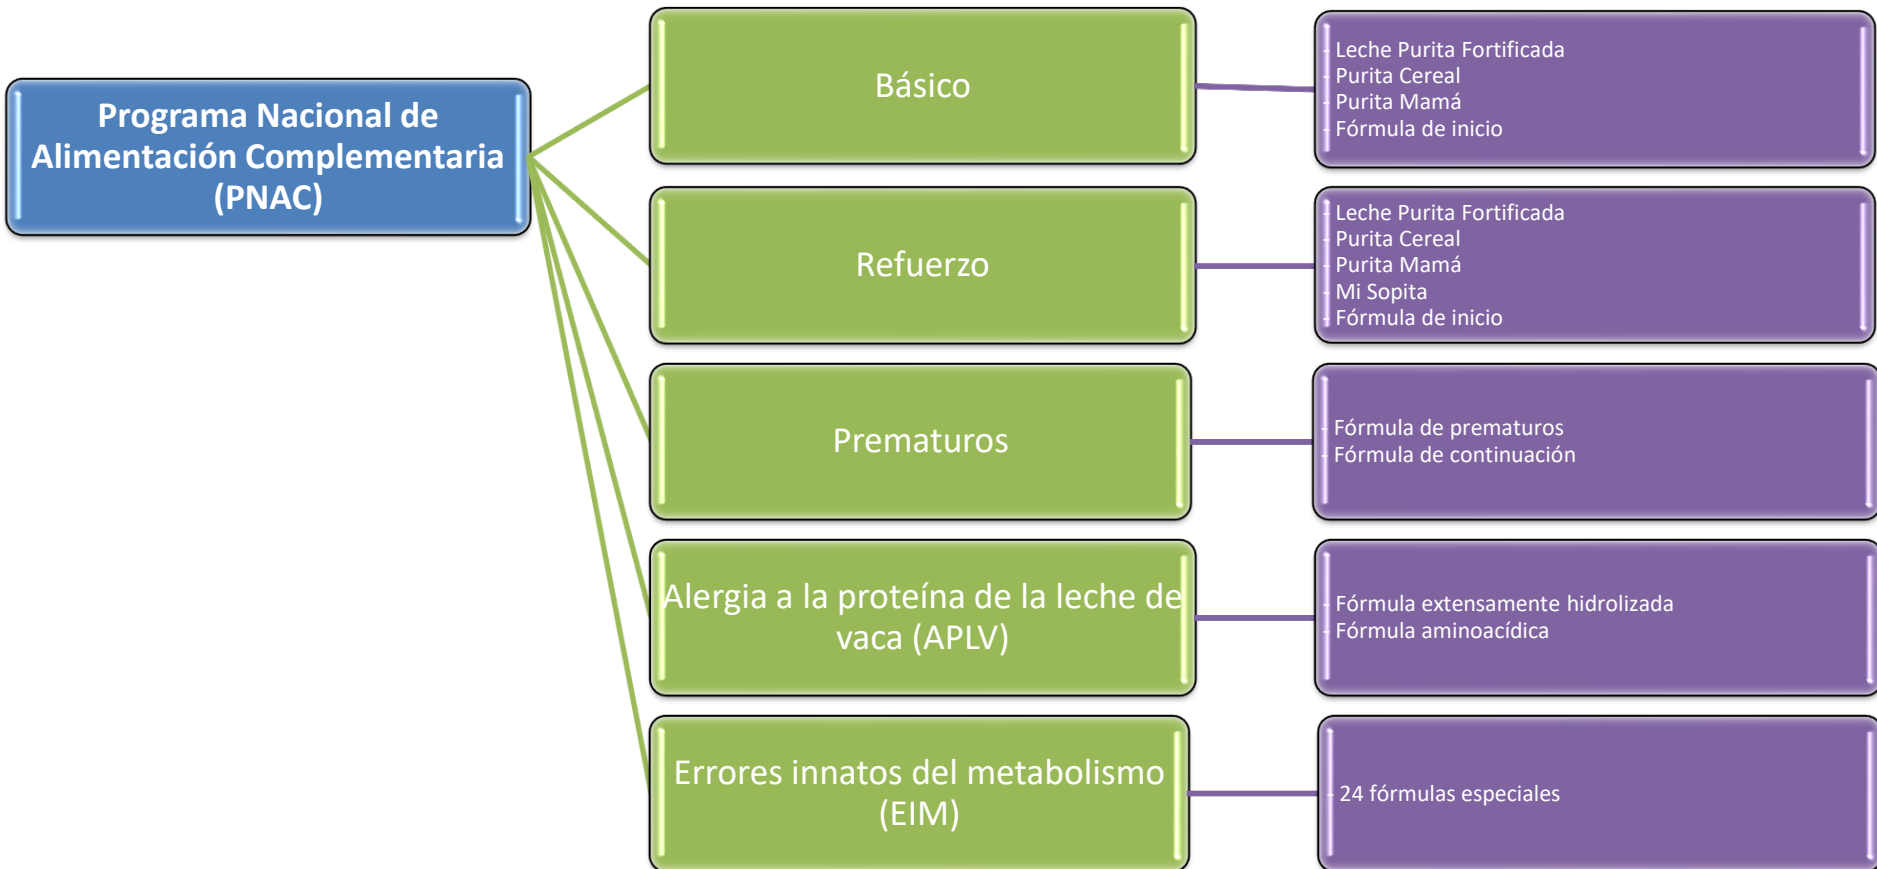 Programa Nacional de
Alimentación Complementaria
(PNAC)
Básico
- Leche Purita Fortificada
- Purita Cereal
- Purita Mamá
- Fórmula de inicio
Refuerzo
- Leche Purita Fortificada
- Purita Cereal
- Purita Mamá
- Mi Sopita
- Fórmula de inicio
Prematuros
- Fórmula de prematuros
- Fórmula de continuación
Alergia a la proteína de la leche de
vaca (APLV)
- Fórmula extensamente hidrolizada
- Fórmula aminoacídica
Errores innatos del metabolismo
(EIM)
- 24 fórmulas especiales